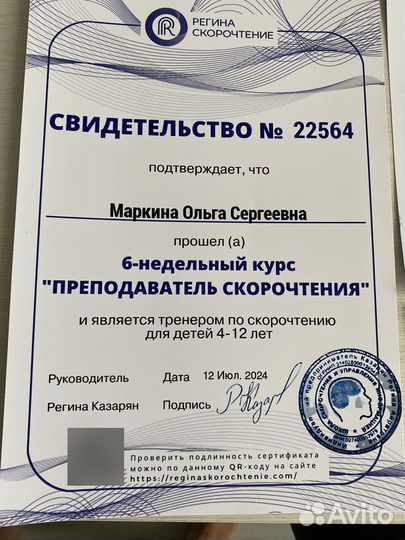 РЕГИНА
СКОРОЧТЕНИЕ
СВИДЕТЕЛЬСТВО № 22564
подтверждает, что
Маркина Ольга Сергеевна
прошел (а)
6-недельный курс
"ПРЕПОДАВАТЕЛЬ СКОРОЧТЕНИЯ"
и является тренером по скорочтению
для детей 4-12 лет
Руководитель Дата 12 Июл. 2024
Регина Казарян Подпись
Проверить подлинность сертификата
можно по данному QR-коду на сайте
https://reginaskorochtenie.com/
Avito